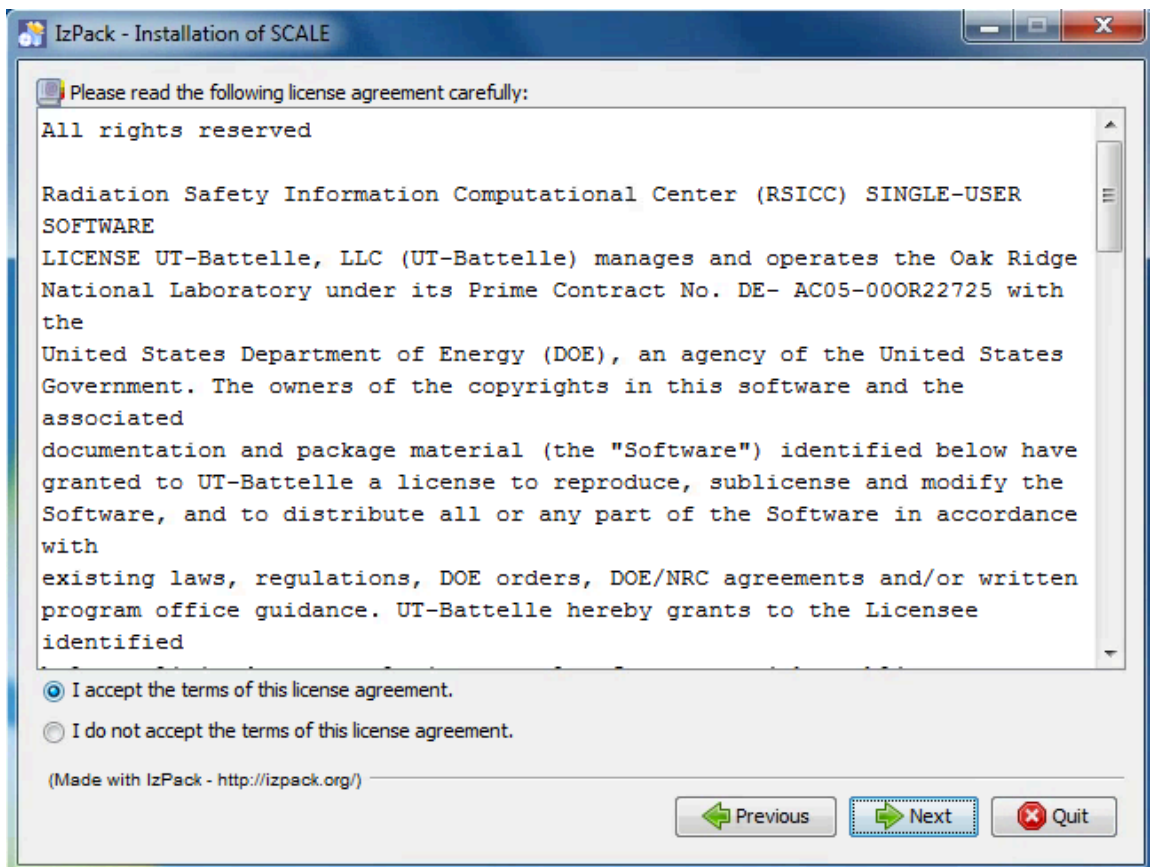 IzPack - Installation of SCALE
Please read the following license agreement carefully:
All rights reserved
Radiation Safety Information Computational Center (RSICC) SINGLE-USER
SOFTWARE
LICENSE UT-Battelle, LLC (UT-Battelle) manages and operates the Oak Ridge
National Laboratory under its Prime Contract No. DE- AC05-00OR22725 with
the
United States Department of Energy (DOE), an agency of the United States
Government. The owners of the copyrights in this software and the
associated
documentation and package material (the "Software") identified below have
granted to UT-Battelle a license to reproduce, sublicense and modify the
Software, and to distribute all or any part of the Software in accordance
with
existing laws, regulations, DOE orders, DOE/NRC agreements and/or written
program office guidance. UT-Battelle hereby grants to the Licensee
identified
I accept the terms of this license agreement.
I do not accept the terms of this license agreement.
(Made with IzPack - http://izpack.org/)
Previous
Next
Quit